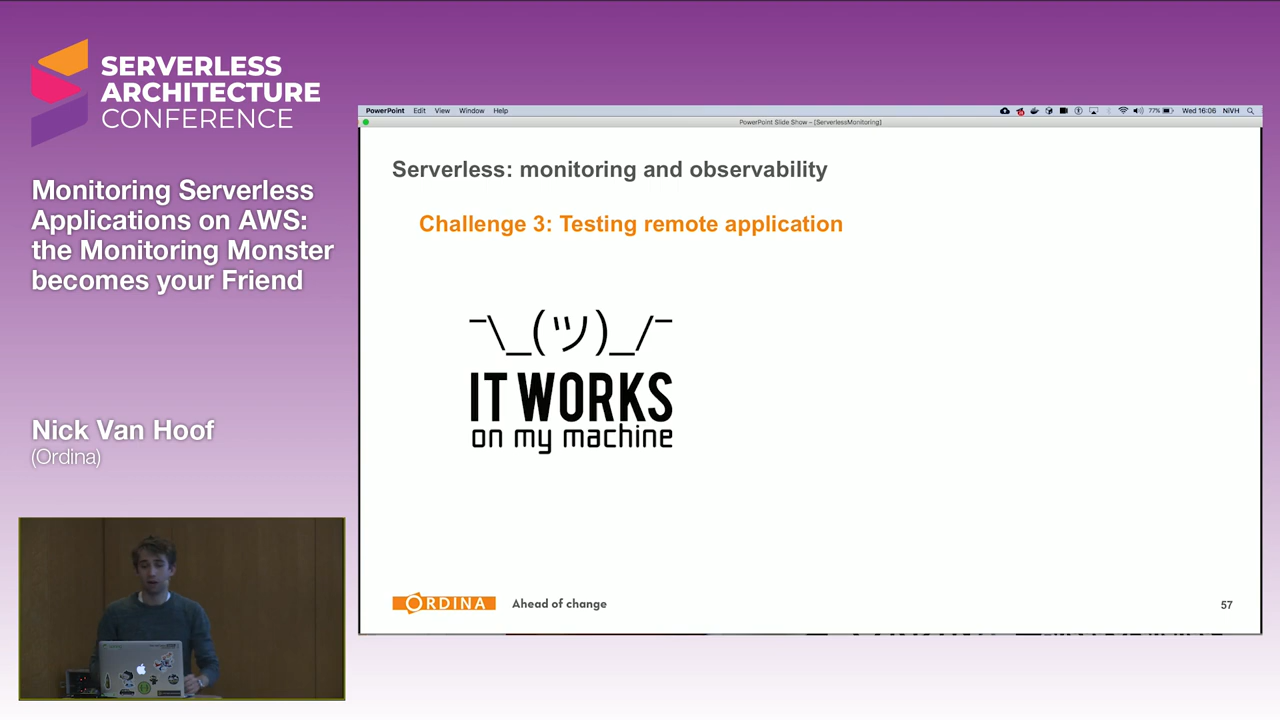 SERVERLESS
ARCHITECTURE
CONFERENCE
Monitoring Serverless
Applications on AWS:
the Monitoring Monster
becomes your Friend
Nick Van Hoof
(Ordina)
PowerPoint Edit View Window Help
77% Wed 16:06 NiVH
PowerPoint Slide Show - [ServerlessMonitoring]
Serverless: monitoring and observability
Challenge 3: Testing remote application
¯\_(ツ)_/¯
IT WORKS
on my machine
ORDINA Ahead of change
57